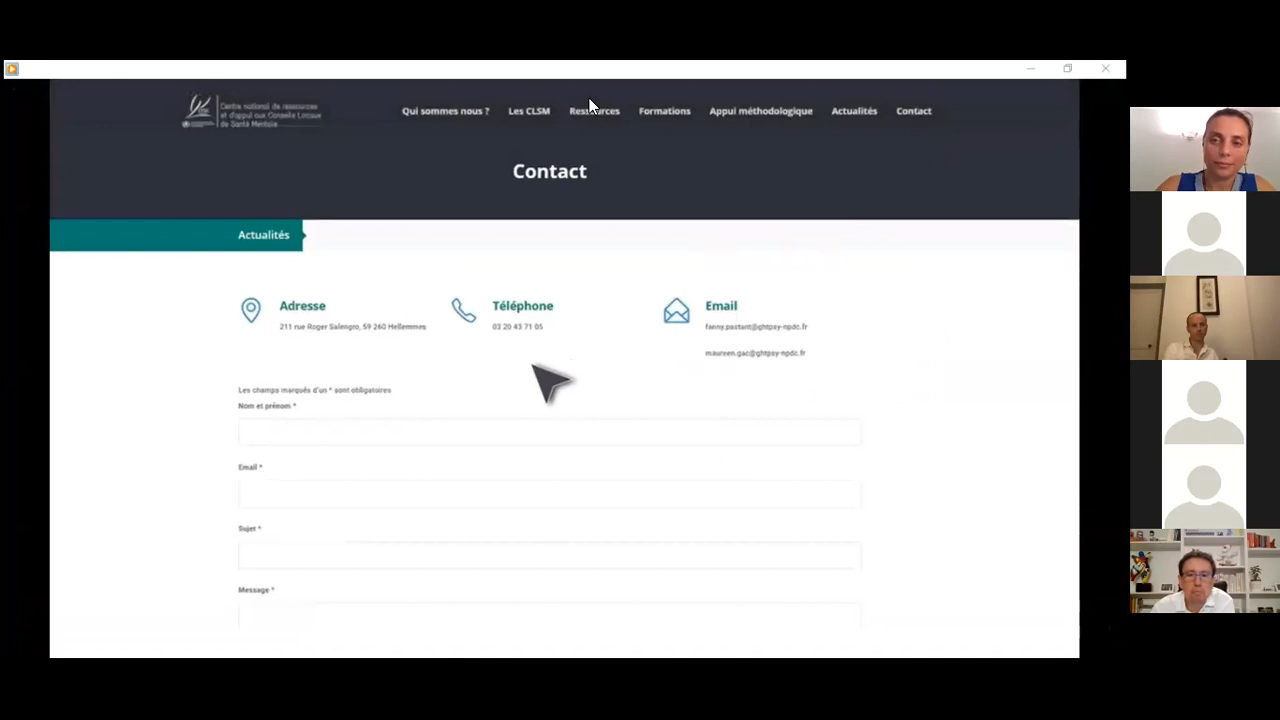 Centre national de ressources
et d'appui aux Conseils Locaux
de Santé Mentale
Qui sommes nous ? Les CLSM Ressources Formations Appui méthodologique Actualités Contact
Contact
Actualités
Adresse
211 rue Roger Salengro, 59 260 Hellemmes
Téléphone
03 20 43 71 05
Email
fanny.pastant@ghtpsy-npdc.fr
maureen.gac@ghtpsy-npdc.fr
Les champs marqués d'un * sont obligatoires
Nom et prénom *
Email *
Sujet *
Message *